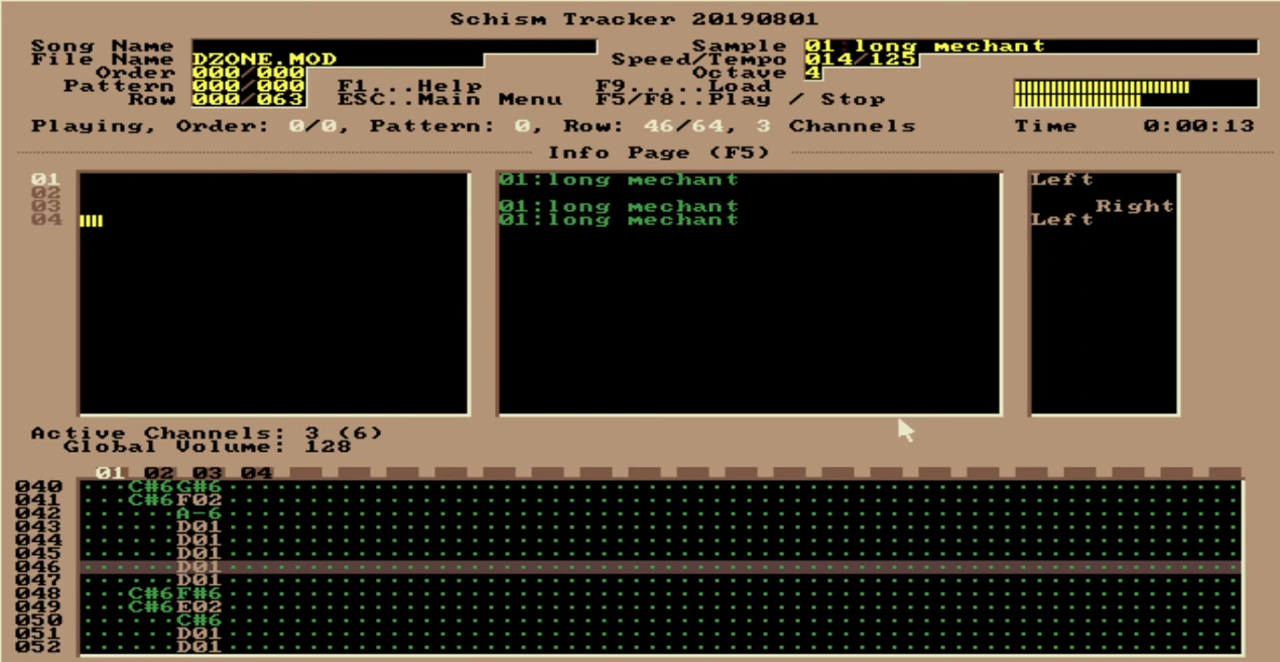 Schism Tracker 20190801
Song Name Sample 01:long mechant
File Name DZONE.MOD Speed/Tempo 014/125
Order 000/000 Octave 4
Pattern 000/000 F1...Help F9.....Load
Row 000/063 ESC..Main Menu F5/F8..Play / Stop
Playing, Order: 0/0, Pattern: 0, Row: 46/64, 3 Channels Time 0:00:13
Info Page (F5)
01 01:long mechant Left
02
03 01:long mechant Right
04 01:long mechant Left
Active Channels: 3 (6)
Global Volume: 128
01 02 03 04
040 ... C#6 G#6
041 ... C#6 F02
042 ... ... A-6
043 ... ... D01
044 ... ... D01
045 ... ... D01
046 ... ... D01
047 ... ... D01
048 ... C#6 F#6
049 ... C#6 E02
050 ... ... C#6
051 ... ... D01
052 ... ... D01